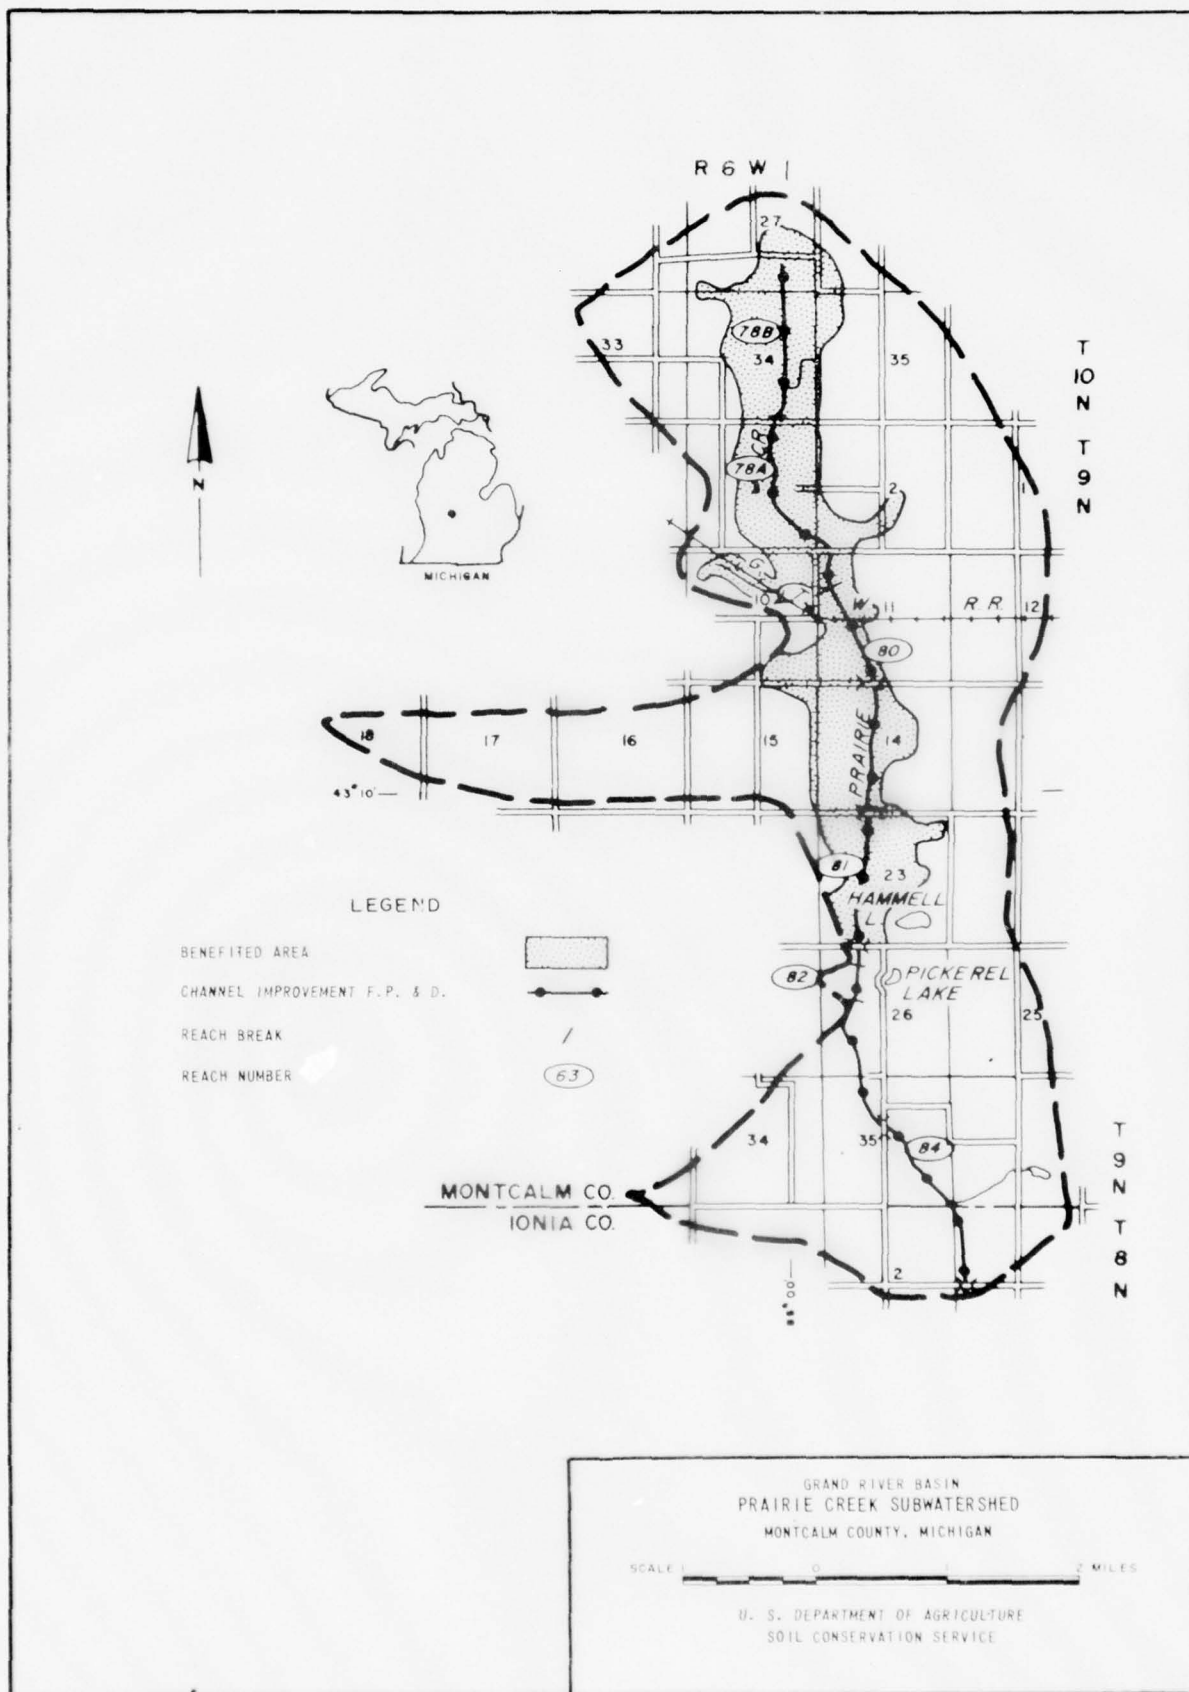 R 6 W
27
78B
33
34
35
T
10
N
T
9
N
CR.
78A
2
1
N
MICHIGAN
10
W
11
R. R.
12
80
18
17
16
15
14
PRAIRIE
43° 10'
81
23
HAMMELL
L.
LEGEND
BENEFITED AREA
CHANNEL IMPROVEMENT F.P. & D.
REACH BREAK
REACH NUMBER
63
82
PICKEREL
LAKE
26
25
34
35
84
T
9
N
T
8
N
MONTCALM CO.
IONIA CO.
2
GRAND RIVER BASIN
PRAIRIE CREEK SUBWATERSHED
MONTCALM COUNTY, MICHIGAN
SCALE 1 0 1 2 MILES
U. S. DEPARTMENT OF AGRICULTURE
SOIL CONSERVATION SERVICE